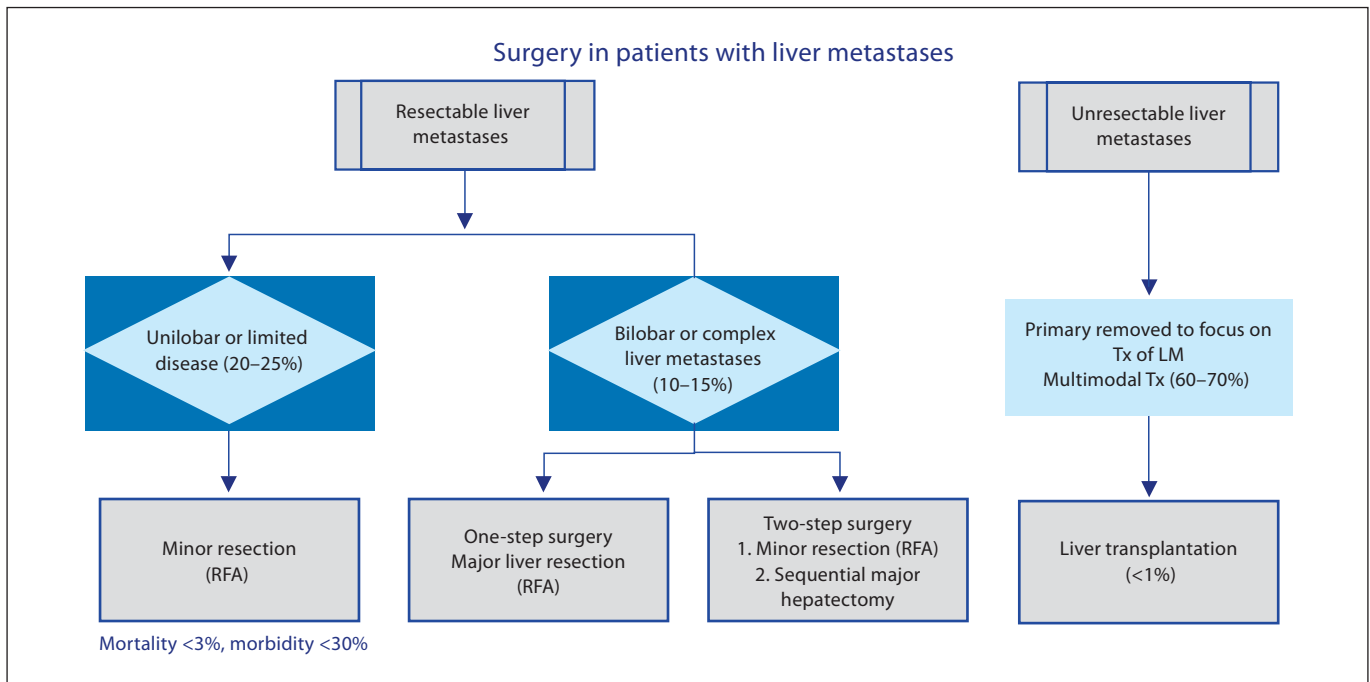 Surgery in patients with liver metastases
Resectable liver
metastases
Unresectable liver
metastases
Unilobar or limited
disease (20–25%)
Bilobar or complex
liver metastases
(10–15%)
Primary removed to focus on
Tx of LM
Multimodal Tx (60–70%)
Minor resection
(RFA)
One-step surgery
Major liver resection
(RFA)
Two-step surgery
1. Minor resection (RFA)
2. Sequential major
hepatectomy
Liver transplantation
(<1%)
Mortality <3%, morbidity <30%